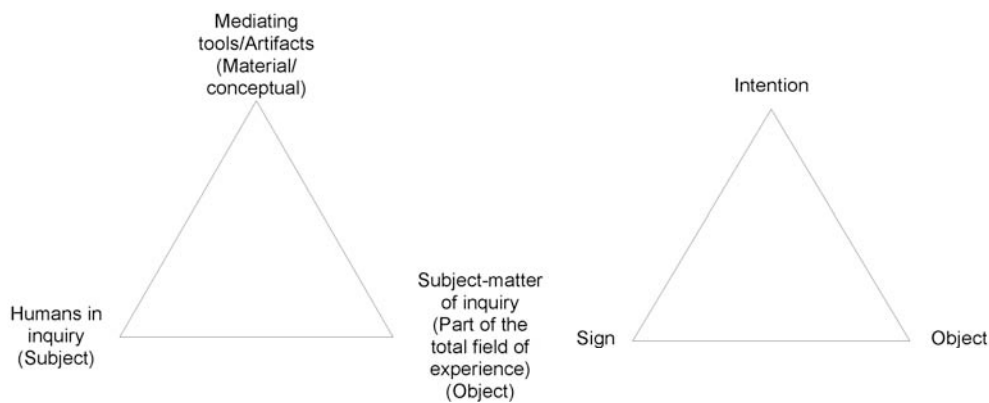 Mediating
tools/Artifacts
(Material/
conceptual)
Humans in
inquiry
(Subject)
Subject-matter
of inquiry
(Part of the
total field of
experience)
(Object)
Intention
Sign
Object